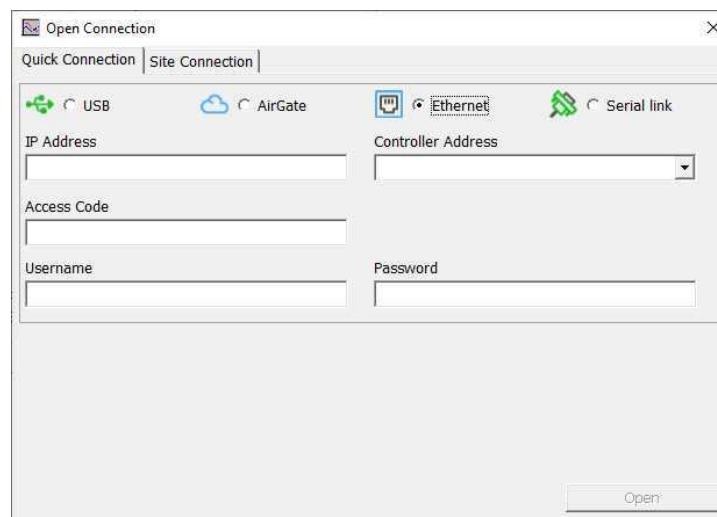 Open Connection
Quick Connection Site Connection
USB AirGate Ethernet Serial link
IP Address Controller Address
Access Code
Username Password
Open